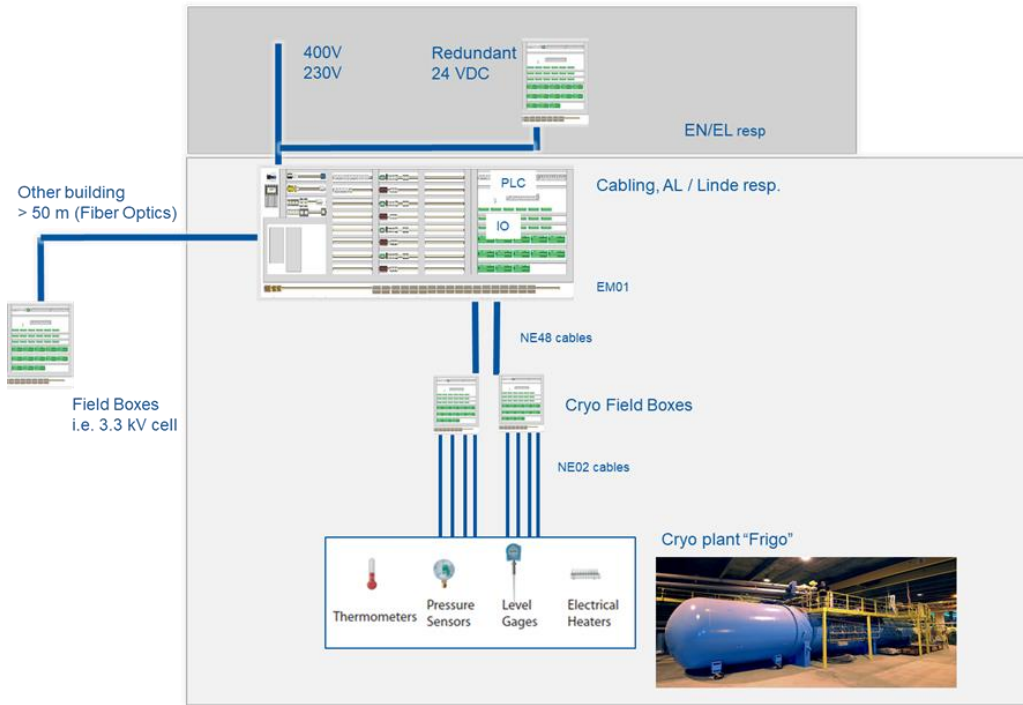 400V
230V
Redundant
24 VDC
EN/EL resp
Other building
> 50 m (Fiber Optics)
PLC
IO
Cabling, AL / Linde resp.
EM01
NE48 cables
Field Boxes
i.e. 3.3 kV cell
Cryo Field Boxes
NE02 cables
Cryo plant “Frigo”
Thermometers
Pressure
Sensors
Level
Gages
Electrical
Heaters